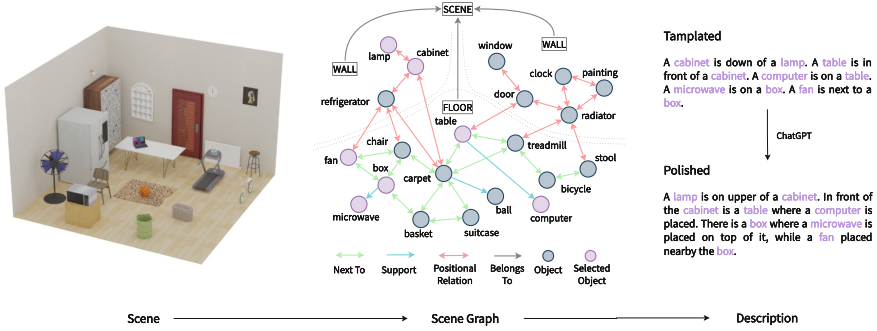 SCENE
WALL
WALL
FLOOR
lamp
cabinet
window
clock
painting
refrigerator
door
table
radiator
chair
treadmill
fan
box
carpet
stool
bicycle
microwave
ball
computer
basket
suitcase
Next To
Support
Positional
Relation
Belongs
To
Object
Selected
Object
Tamplated
A cabinet is down of a lamp. A table is in
front of a cabinet. A computer is on a table.
A microwave is on a box. A fan is next to a
box.
ChatGPT
Polished
A lamp is on upper of a cabinet. In front of
the cabinet is a table where a computer is
placed. There is a box where a microwave is
placed on top of it, while a fan placed
nearby the box.
Scene
Scene Graph
Description